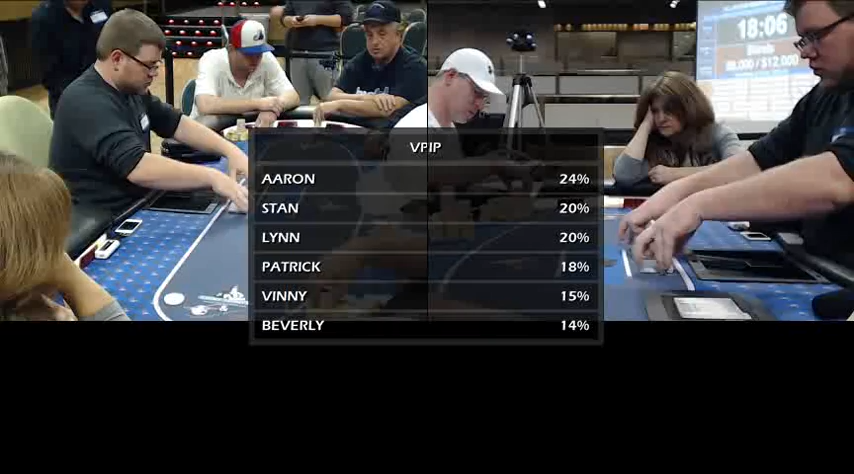 18:06
Blinds
VPIP
AARON 24%
STAN 20%
LYNN 20%
PATRICK 18%
VINNY 15%
BEVERLY 14%